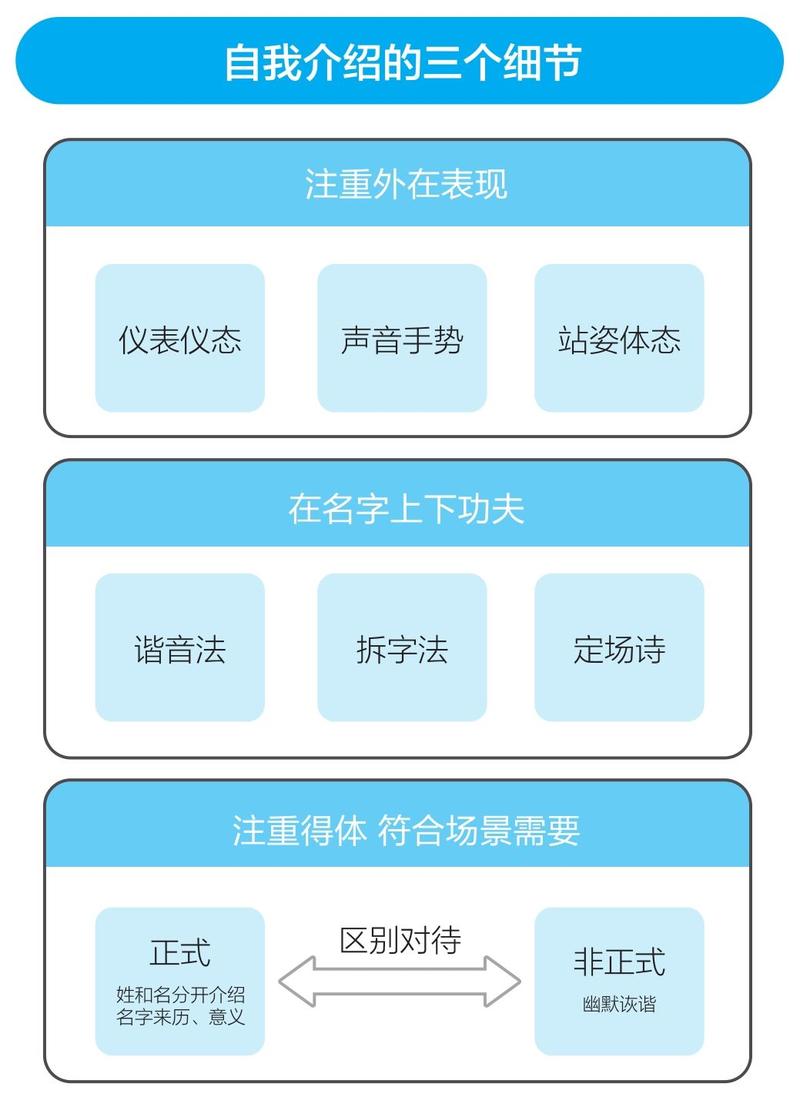 自我介绍的三个细节
注重外在表现
仪表仪态
声音手势
站姿体态
在名字上下功夫
谐音法
拆字法
定场诗
注重得体 符合场景需要
正式
姓和名分开介绍
名字来历、意义
区别对待
非正式
幽默诙谐